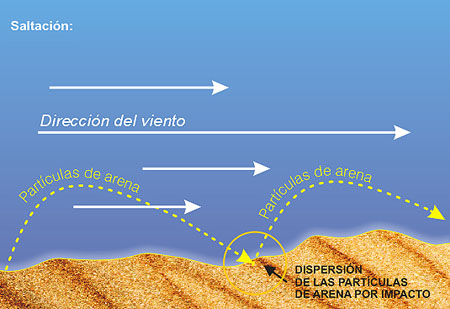 Saltación:
Dirección del viento
Partículas de arena
Partículas de arena
DISPERSIÓN
DE LAS PARTÍCULAS
DE ARENA POR IMPACTO